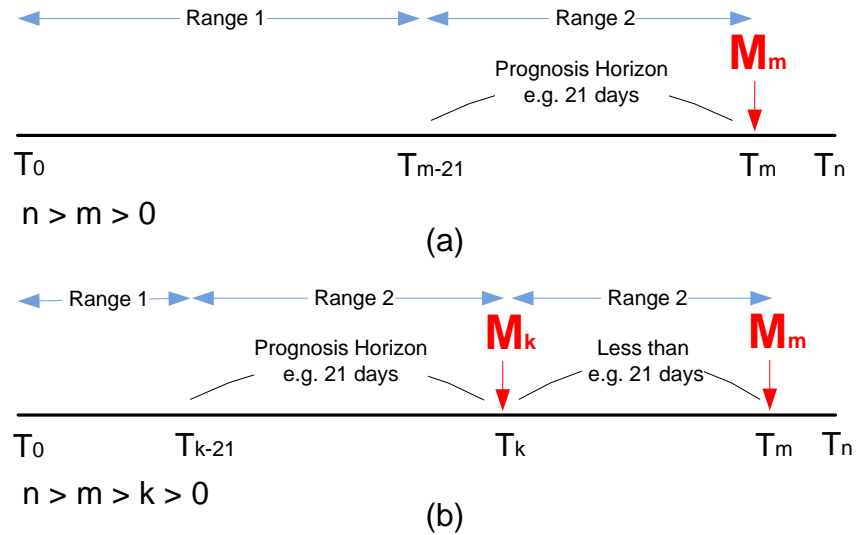 Range 1 Range 2
M m
Prognosis Horizon
e.g. 21 days
T0 Tm-21 Tm Tn
n > m > 0
(a)
Range 1 Range 2 Range 2
Mk Mm
Prognosis Horizon Less than
e.g. 21 days e.g. 21 days
T0 Tk-21 Tk Tm Tn
n > m > k > 0
(b)